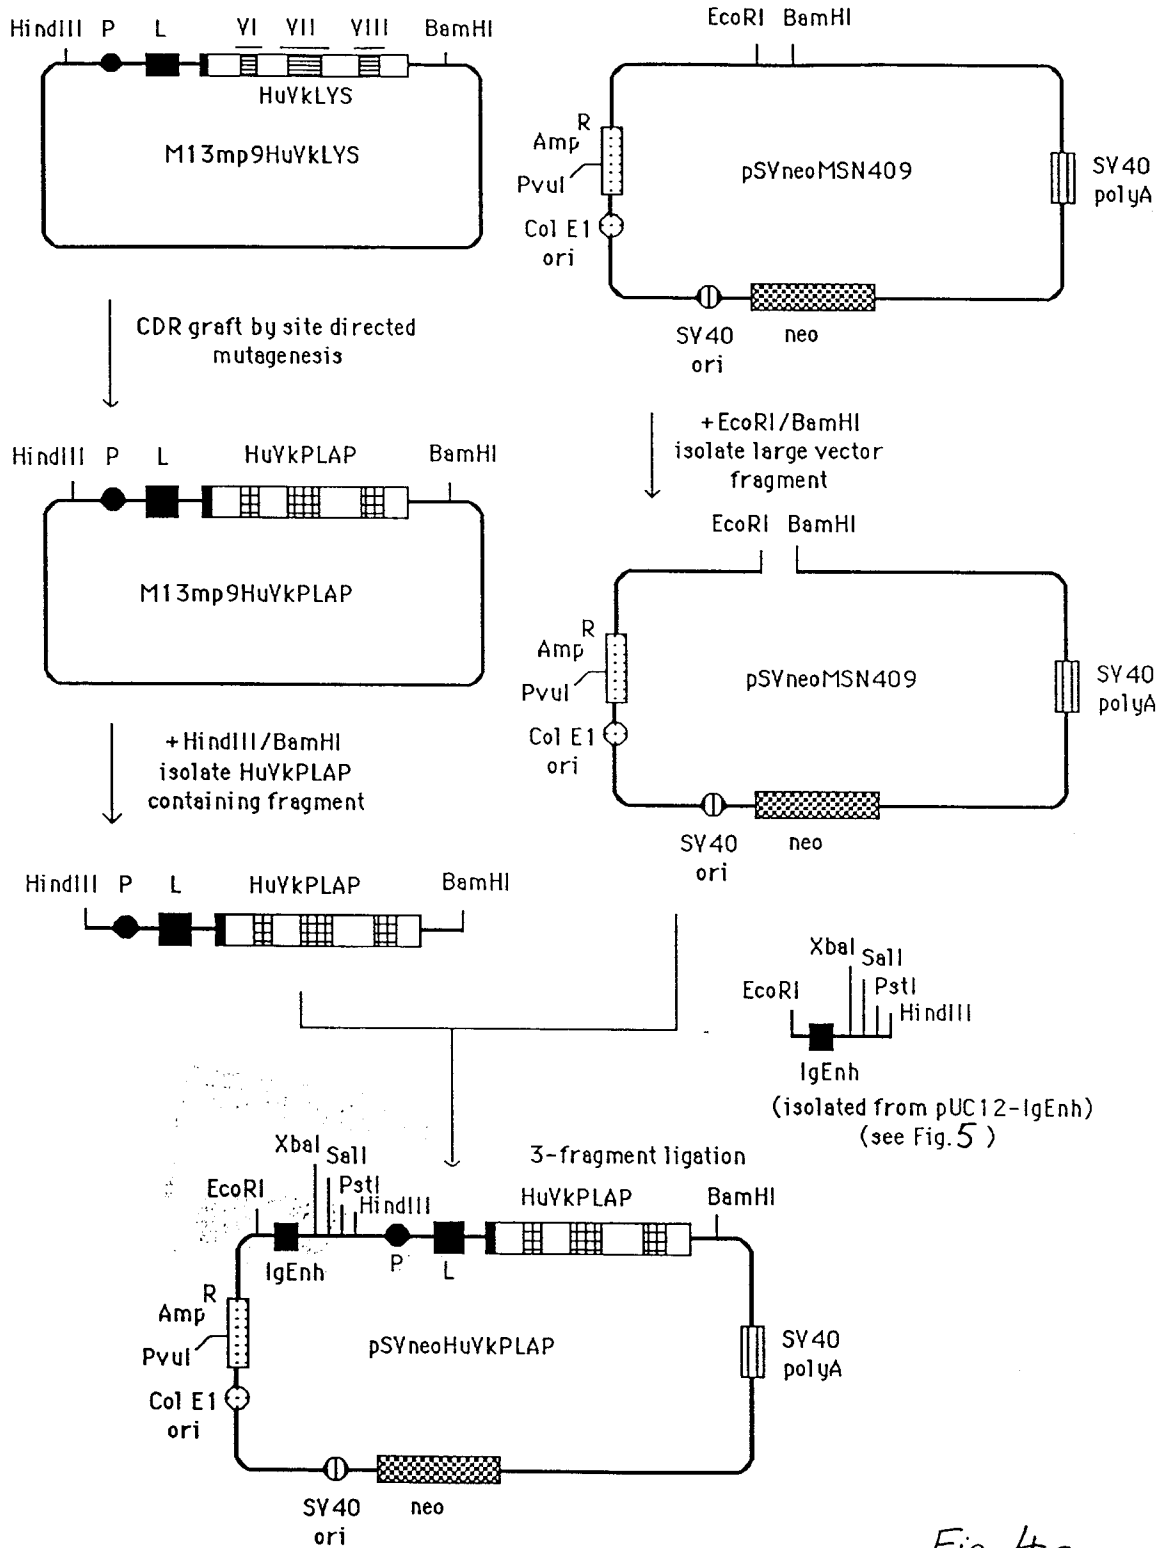 HindIII P L VI VII VIII BamHI
HuVkLYS
M13mp9HuVkLYS
EcoRI BamHI
Amp R
PvuI
Col E1
ori
pSVneoMSN409
SV40
polyA
SV40
ori
neo
CDR graft by site directed
mutagenesis
+EcoRI/BamHI
isolate large vector
fragment
HindIII P L HuVkPLAP BamHI
M13mp9HuVkPLAP
EcoRI BamHI
Amp R
PvuI
Col E1
ori
pSVneoMSN409
SV40
polyA
SV40
ori
neo
+HindIII/BamHI
isolate HuVkPLAP
containing fragment
HindIII P L HuVkPLAP BamHI
EcoRI
XbaI
SalI
PstI
HindIII
IgEnh
(isolated from pUC12-IgEnh)
(see Fig. 5)
3-fragment ligation
EcoRI
XbaI
SalI
PstI
HindIII
HuVkPLAP
BamHI
IgEnh
P
L
Amp R
PvuI
Col E1
ori
pSVneoHuVkPLAP
SV40
polyA
SV40
ori
neo